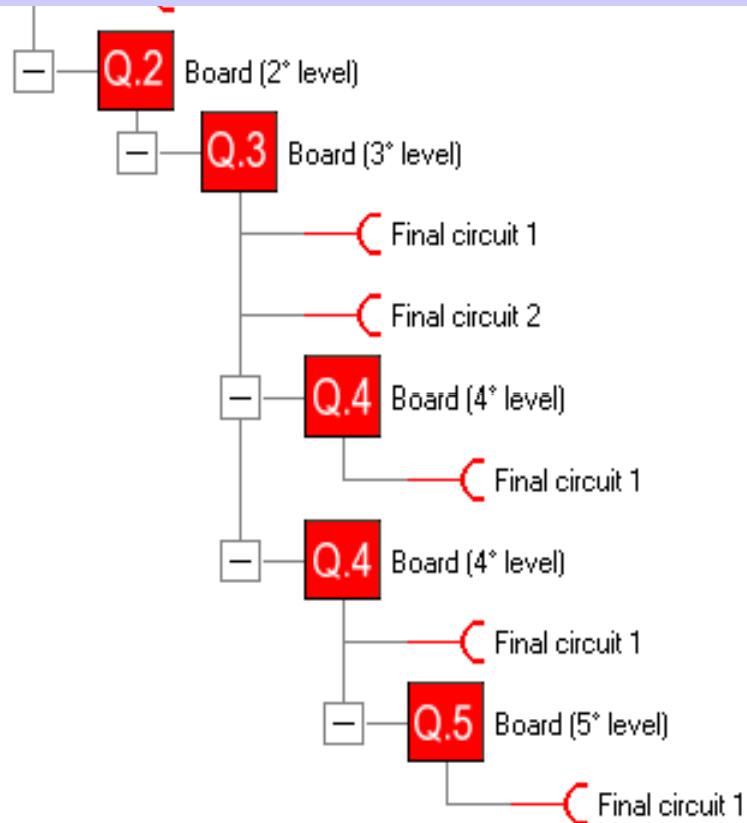 Q.2 Board (2° level)
Q.3 Board (3° level)
Final circuit 1
Final circuit 2
Q.4 Board (4° level)
Final circuit 1
Q.4 Board (4° level)
Final circuit 1
Q.5 Board (5° level)
Final circuit 1